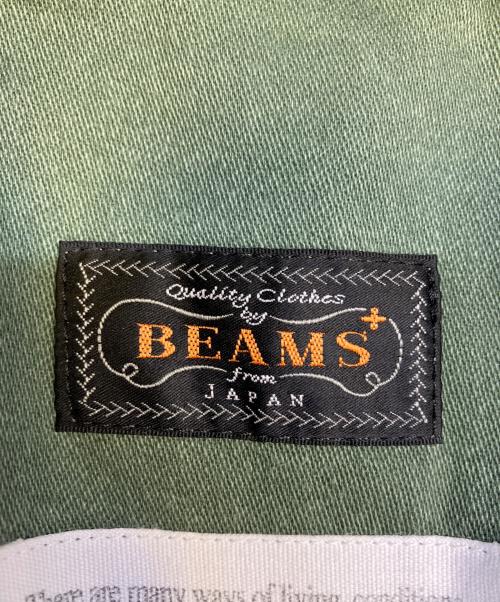 Quality Clothes
by
BEAMS+
from
JAPAN
There are many ways of living, conditions